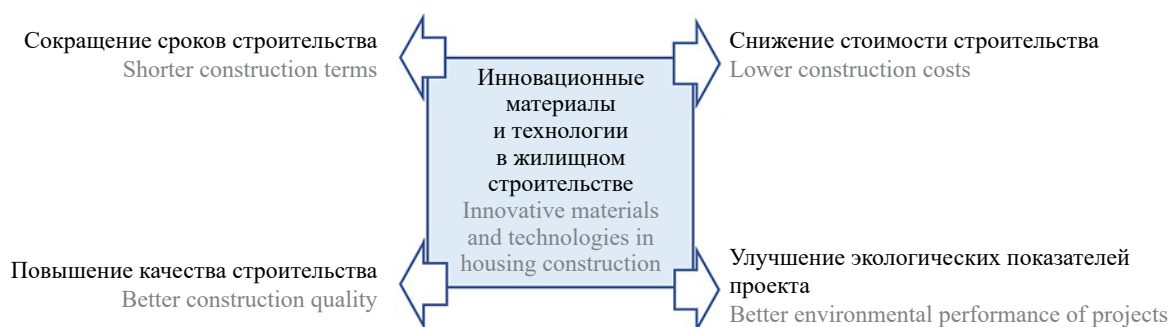 Сокращение сроков строительства
Shorter construction terms
Снижение стоимости строительства
Lower construction costs
Инновационные
материалы
и технологии
в жилищном
строительстве
Innovative materials
and technologies in
housing construction
Повышение качества строительства
Better construction quality
Улучшение экологических показателей
проекта
Better environmental performance of projects